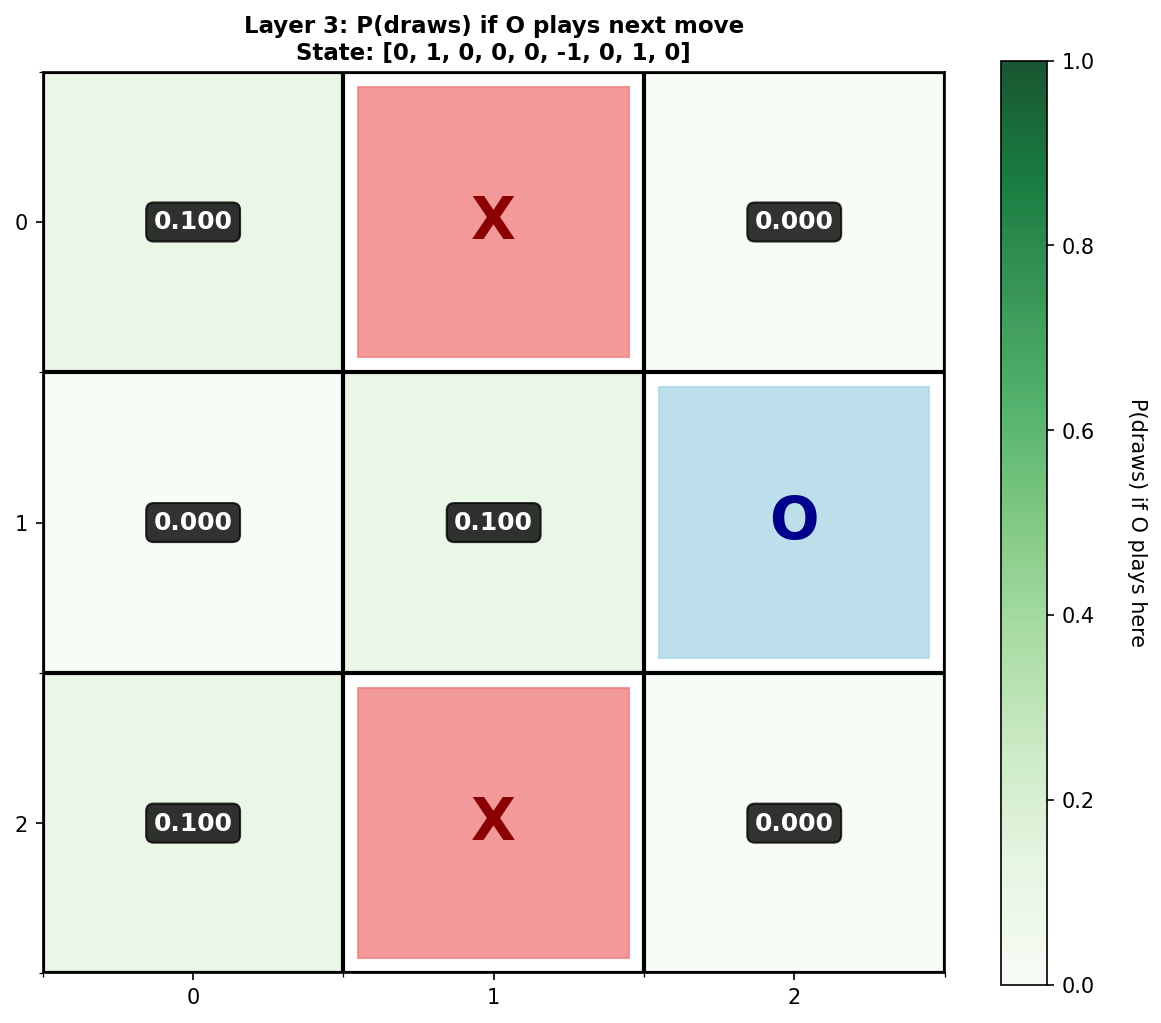 Layer 3: P(draws) if O plays next move
State: [0, 1, 0, 0, 0, -1, 0, 1, 0]
0.100 X 0.000
0
0.000 0.100 O
1
0.100 X 0.000
2
0 1 2
1.0
0.8
0.6
0.4
0.2
0.0
P(draws) if O plays here